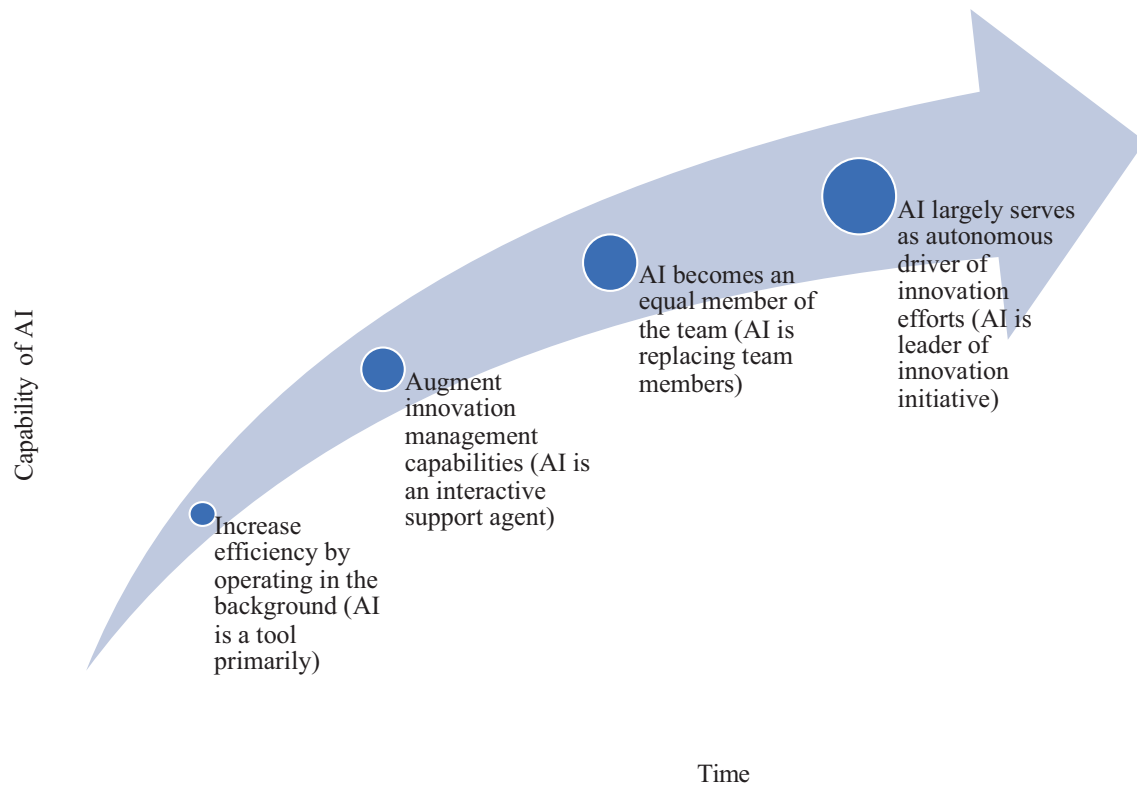 Capability of AI
Increase
efficiency by
operating in the
background (AI
is a tool
primarily)
Augment
innovation
management
capabilities (AI is
an interactive
support agent)
AI becomes an
equal member of
the team (AI is
replacing team
members)
AI largely serves
as autonomous
driver of
innovation
efforts (AI is
leader of
innovation
initiative)
Time